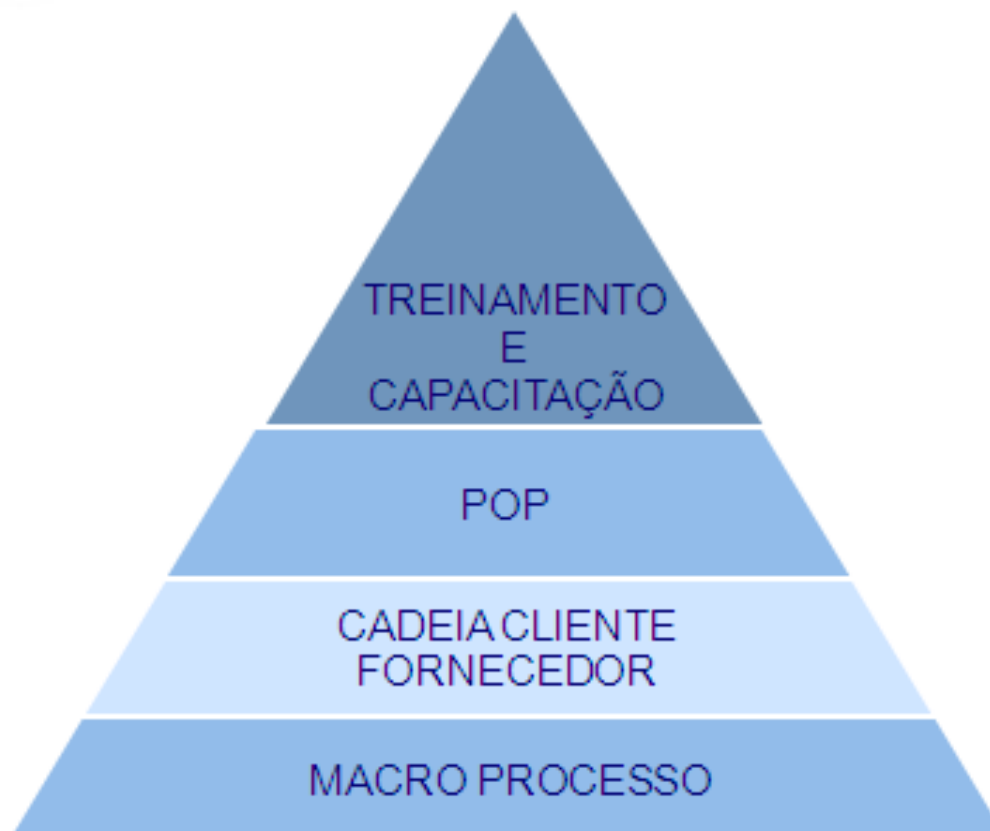 TREINAMENTO
E
CAPACITAÇÃO
POP
CADEIA CLIENTE
FORNECEDOR
MACRO PROCESSO